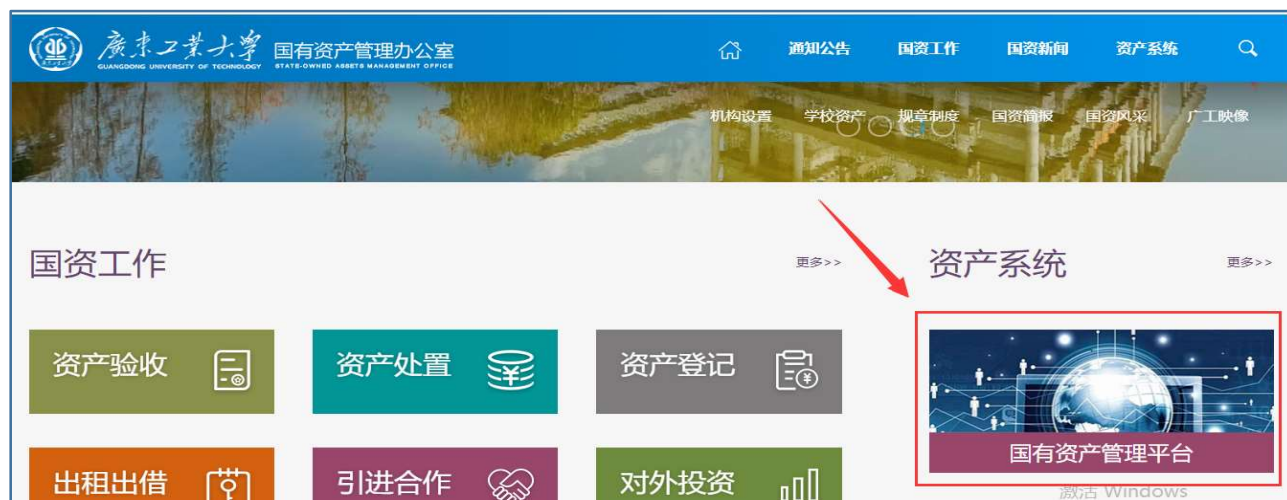 廣東工業大學 国有资产管理办公室 通知公告 国资工作 国资新闻 资产系统
GUANGDONG UNIVERSITY OF TECHNOLOGY STATE-OWNED ASSETS MANAGEMENT OFFICE
机构设置 学校资产 规章制度 国资简报 国资风采 广工映像
国资工作 更多>> 资产系统 更多>>
资产验收 资产处置 资产登记
国有资产管理平台
出租出借 引进合作 对外投资
激活 Windows